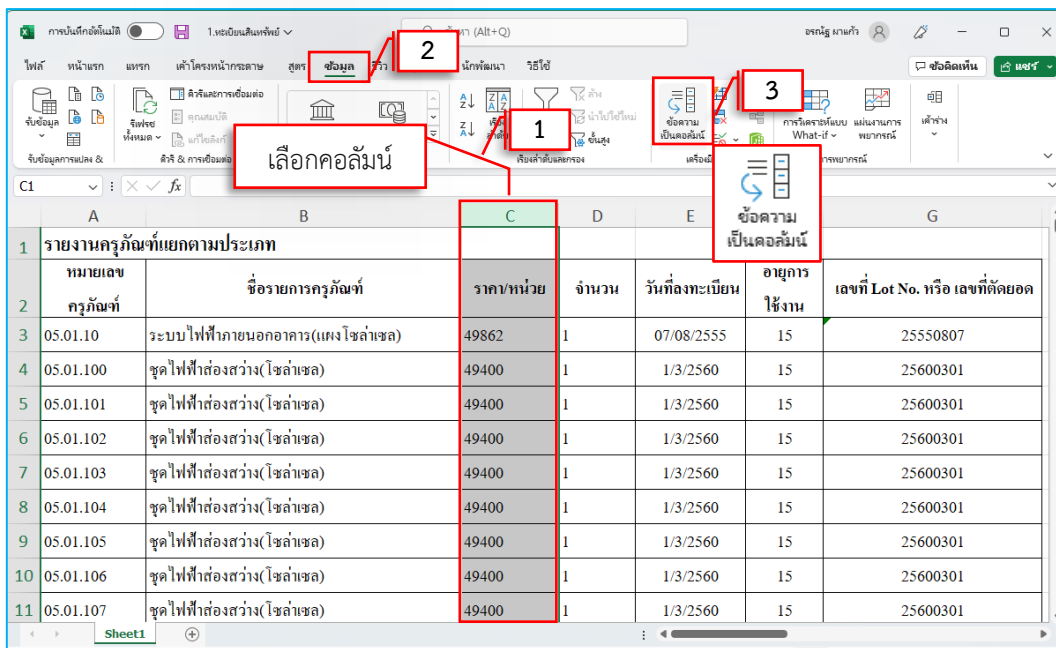 การบันทึกอัตโนมัติ 1.ทะเบียนสินทรัพย์ (Alt+Q) อรณัฐ ผาแก้ว
ไฟล์ หน้าแรก แทรก เค้าโครงหน้ากระดาษ สูตร ข้อมูล 2 นักพัฒนา วิธีใช้ ข้อคิดเห็น แชร์
รับข้อมูล รีเฟรชทั้งหมด คิวรีและการเชื่อมต่อ
คุณสมบัติ
แก้ไขลิงก์
ล้าง
นำไปใช้ใหม่
ขั้นสูง
ข้อความเป็นคอลัมน์ 3 การวิเคราะห์แบบ What-if แผ่นงานการพยากรณ์ เค้าร่าง
รับข้อมูลการแปลง & คิวรี & การเชื่อมต่อ เรียงลำดับและกรอง
1
เลือกคอลัมน์
ข้อความ
เป็นคอลัมน์
C1 fx
A B C D E G
1 รายงานครุภัณฑ์แยกตามประเภท
2 หมายเลขครุภัณฑ์ ชื่อรายการครุภัณฑ์ ราคา/หน่วย จำนวน วันที่ลงทะเบียน อายุการใช้งาน เลขที่ Lot No. หรือ เลขที่ตัดยอด
3 05.01.10 ระบบไฟฟ้าภายนอกอาคาร(แผงโซล่าเซล) 49862 1 07/08/2555 15 25550807
4 05.01.100 ชุดไฟฟ้าส่องสว่าง(โซล่าเซล) 49400 1 1/3/2560 15 25600301
5 05.01.101 ชุดไฟฟ้าส่องสว่าง(โซล่าเซล) 49400 1 1/3/2560 15 25600301
6 05.01.102 ชุดไฟฟ้าส่องสว่าง(โซล่าเซล) 49400 1 1/3/2560 15 25600301
7 05.01.103 ชุดไฟฟ้าส่องสว่าง(โซล่าเซล) 49400 1 1/3/2560 15 25600301
8 05.01.104 ชุดไฟฟ้าส่องสว่าง(โซล่าเซล) 49400 1 1/3/2560 15 25600301
9 05.01.105 ชุดไฟฟ้าส่องสว่าง(โซล่าเซล) 49400 1 1/3/2560 15 25600301
10 05.01.106 ชุดไฟฟ้าส่องสว่าง(โซล่าเซล) 49400 1 1/3/2560 15 25600301
11 05.01.107 ชุดไฟฟ้าส่องสว่าง(โซล่าเซล) 49400 1 1/3/2560 15 25600301
Sheet1